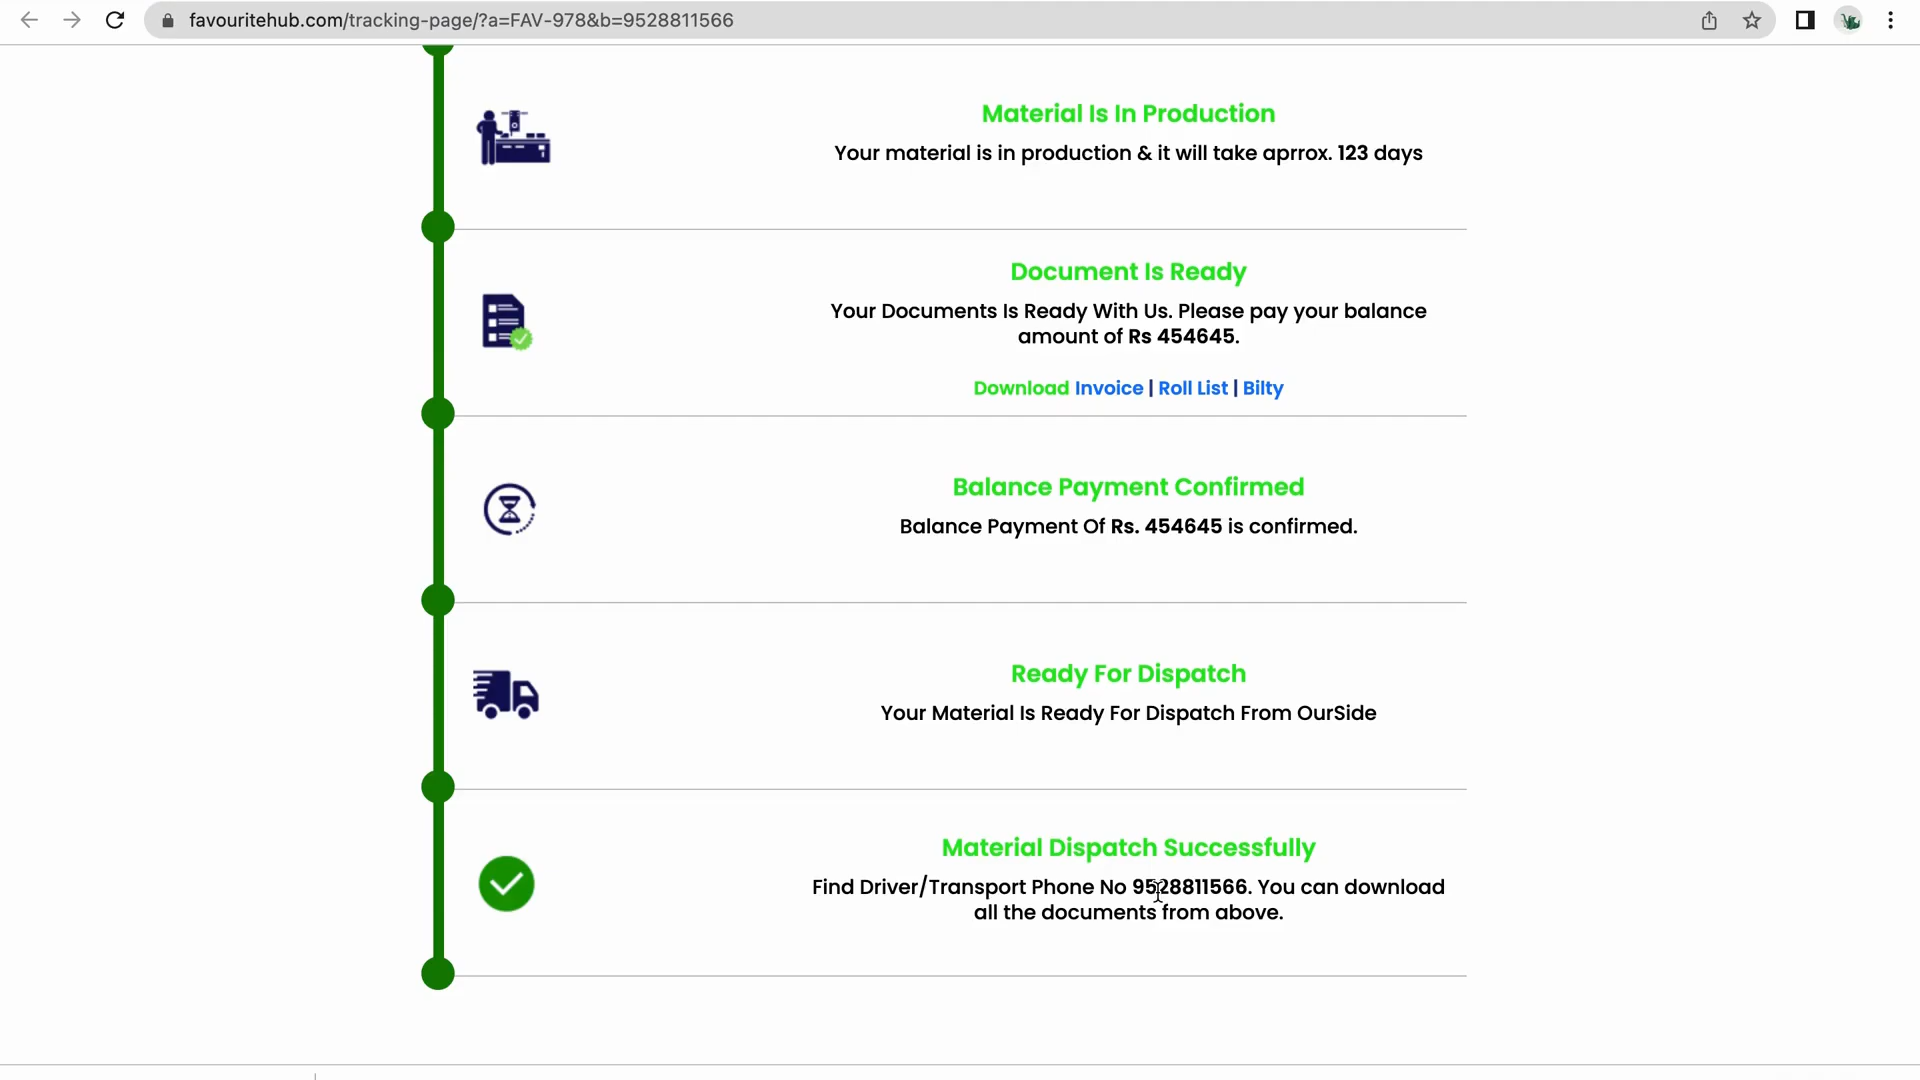 favouritehub.com/tracking-page/?a=FAV-978&b=9528811566
Material Is In Production
Your material is in production & it will take aprrox. 123 days
Document Is Ready
Your Documents Is Ready With Us. Please pay your balance
amount of Rs 454645.
Download Invoice | Roll List | Bilty
Balance Payment Confirmed
Balance Payment Of Rs. 454645 is confirmed.
Ready For Dispatch
Your Material Is Ready For Dispatch From OurSide
Material Dispatch Successfully
Find Driver/Transport Phone No 9528811566. You can download
all the documents from above.